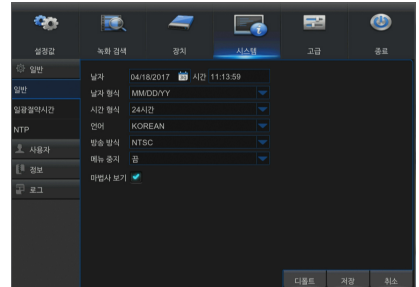 설정값 녹화 검색 장치 시스템 고급 종료
일반
일반
일광절약시간
NTP
사용자
정보
로그
날자 04/18/2017 시간 11:13:59
날자 형식 MM/DD/YY
시간 형식 24시간
언어 KOREAN
방송 방식 NTSC
메뉴 중지 끔
마법사 보기
디폴트 저장 취소